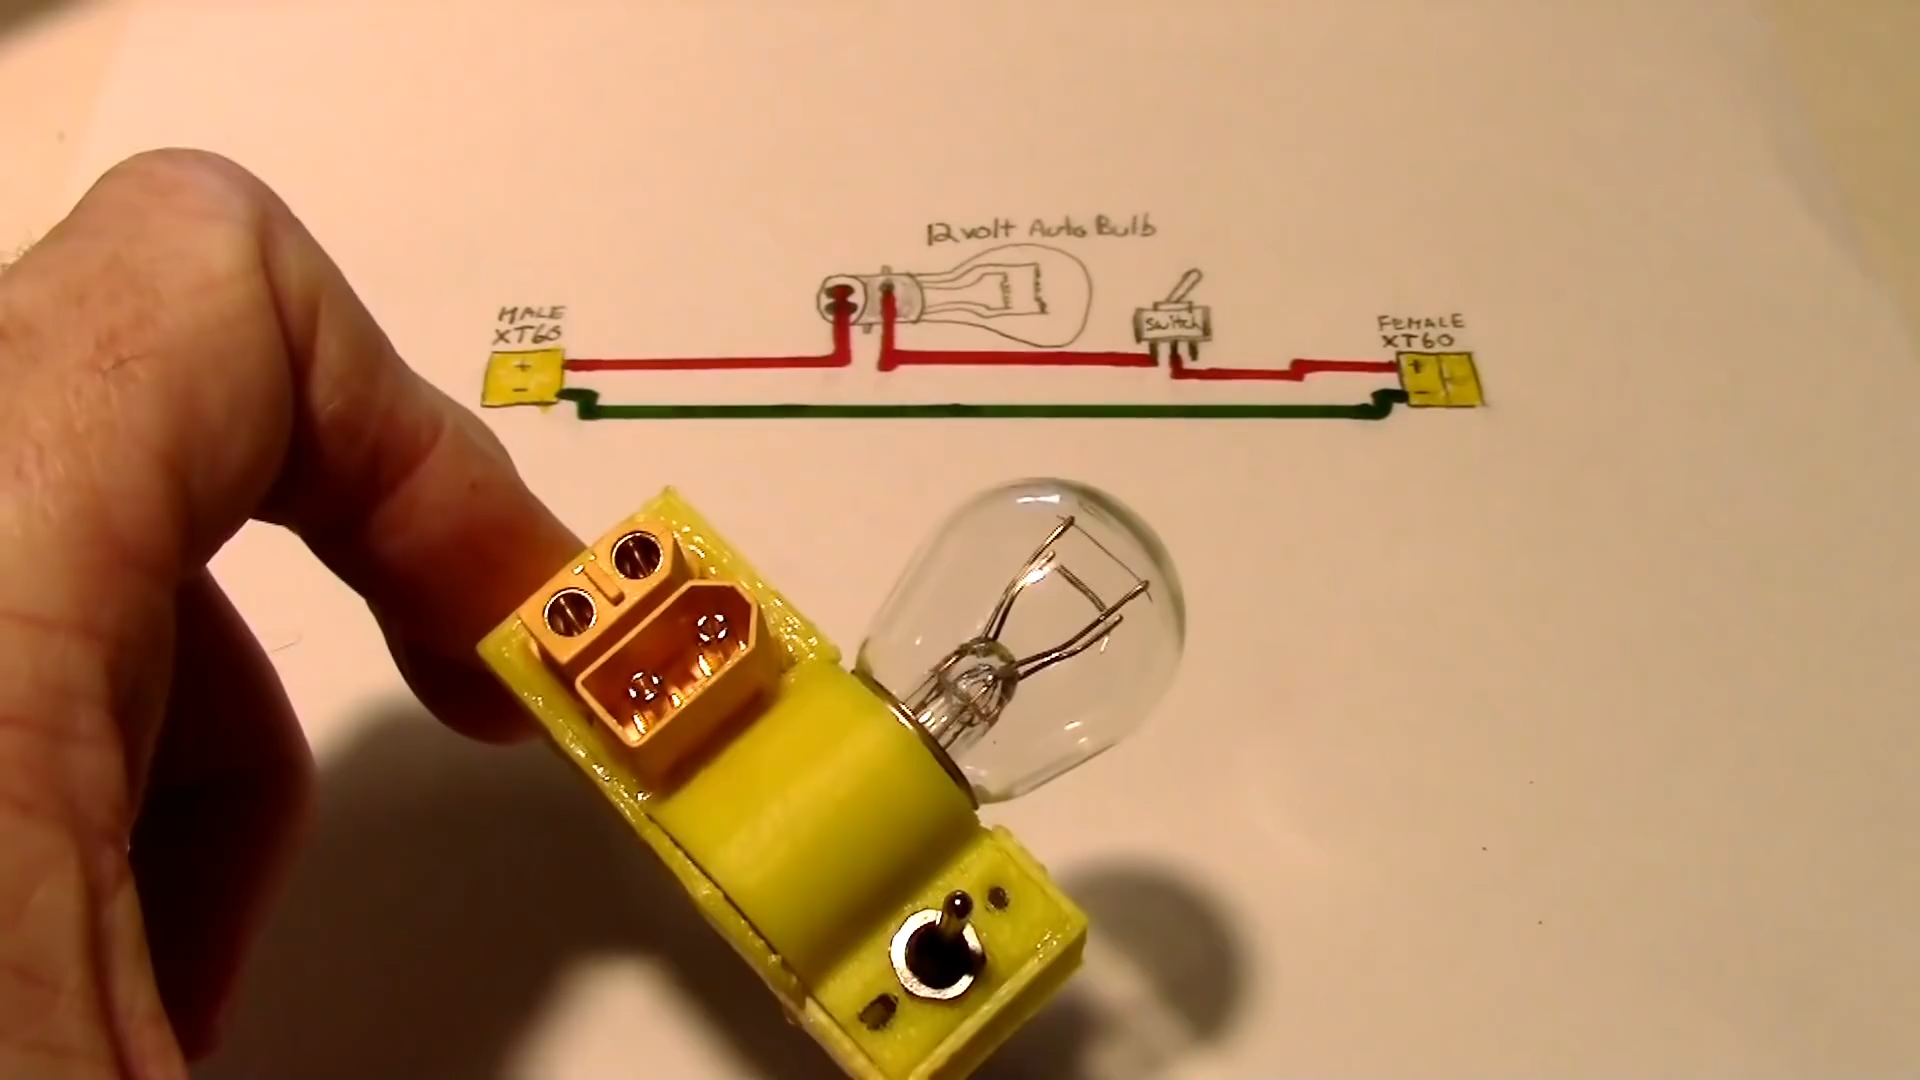 12 volt Auto Bulb
MALE
XT60
Switch
FEMALE
XT60
+
-
+
-